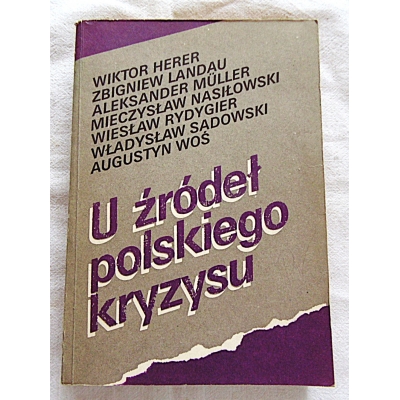 WIKTOR HERER
ZBIGNIEW LANDAU
ALEKSANDER MÜLLER
MIECZYSŁAW NASIŁOWSKI
WIESŁAW RYDYGIER
WŁADYSŁAW SADOWSKI
AUGUSTYN WOŚ
U źródeł
polskiego
kryzysu